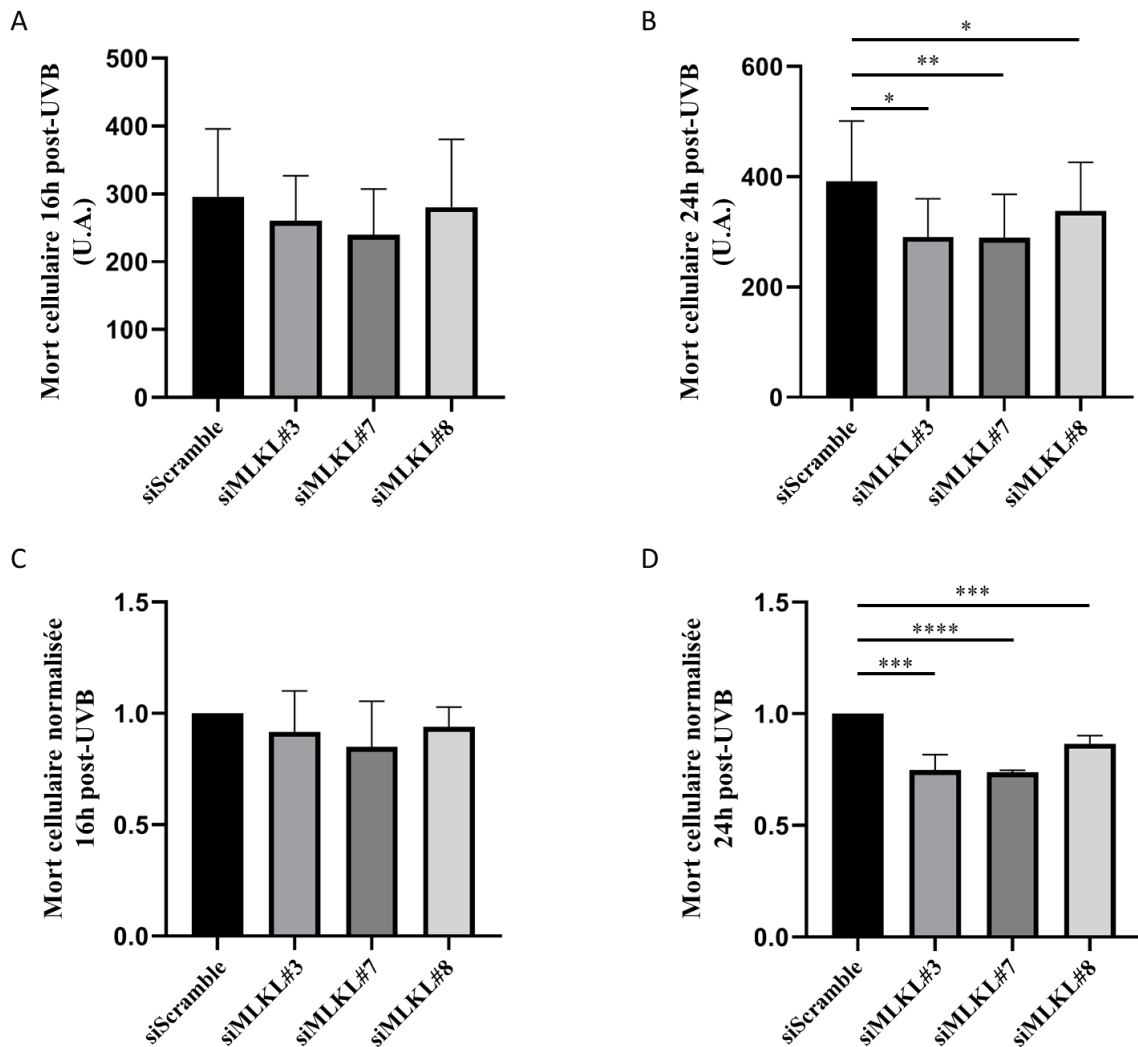 A
Mort cellulaire 16h post-UVB
(U.A.)
500
400
300
200
100
0
siScramble
siMLKL#3
siMLKL#7
siMLKL#8
B
Mort cellulaire 24h post-UVB
(U.A.)
600
400
200
0
*
**
*
siScramble
siMLKL#3
siMLKL#7
siMLKL#8
C
Mort cellulaire normalisée
16h post-UVB
1.5
1.0
0.5
0.0
siScramble
siMLKL#3
siMLKL#7
siMLKL#8
D
Mort cellulaire normalisée
24h post-UVB
1.5
1.0
0.5
0.0
***
****
***
siScramble
siMLKL#3
siMLKL#7
siMLKL#8